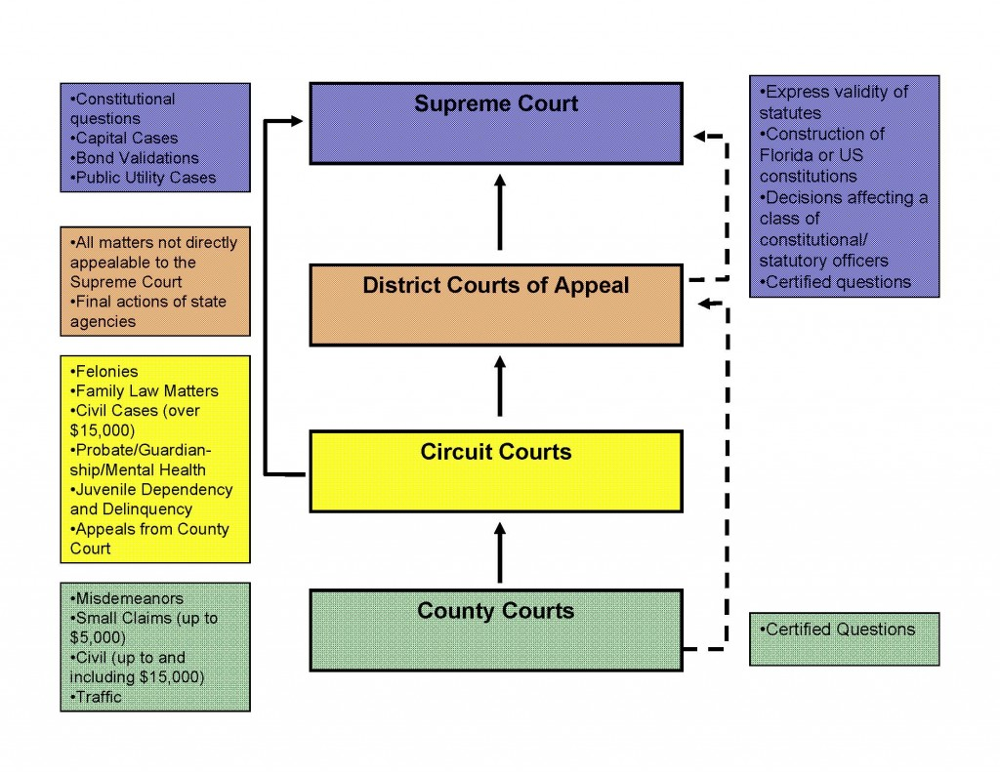 •Constitutional
questions
•Capital Cases
•Bond Validations
•Public Utility Cases
Supreme Court
•Express validity of
statutes
•Construction of
Florida or US
constitutions
•Decisions affecting a
class of
constitutional/
statutory officers
•Certified questions
•All matters not directly
appealable to the
Supreme Court
•Final actions of state
agencies
District Courts of Appeal
•Felonies
•Family Law Matters
•Civil Cases (over
$15,000)
•Probate/Guardian-
ship/Mental Health
•Juvenile Dependency
and Delinquency
•Appeals from County
Court
Circuit Courts
•Misdemeanors
•Small Claims (up to
$5,000)
•Civil (up to and
including $15,000)
•Traffic
County Courts
•Certified Questions